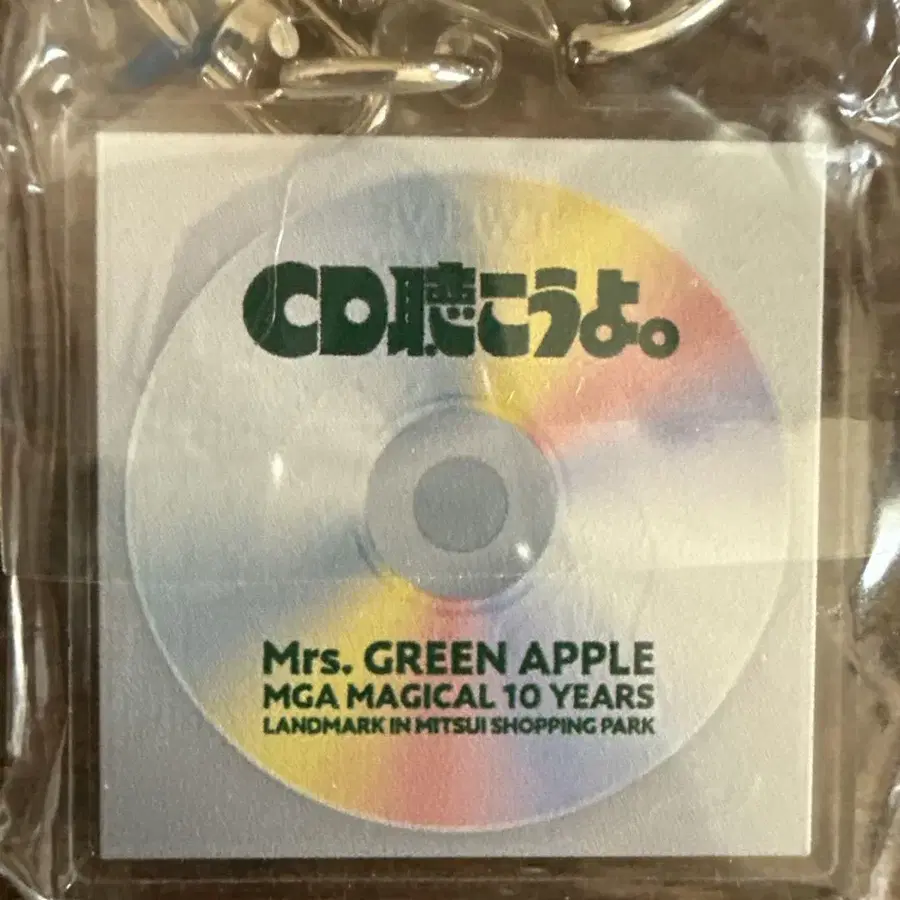 CD聴こうよ。
Mrs. GREEN APPLE
MGA MAGICAL 10 YEARS
LANDMARK IN MITSUI SHOPPING PARK